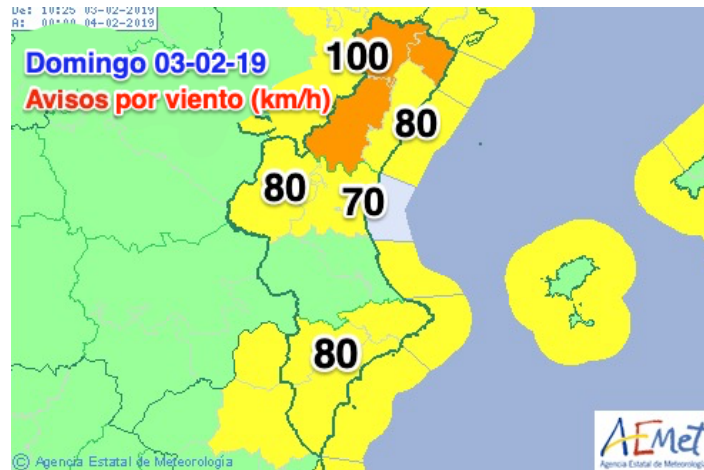 De: 10:25 03-02-2019
A: 00:00 04-02-2019
Domingo 03-02-19
Avisos por viento (km/h)
100
80
80
70
80
© Agencia Estatal de Meteorología
AEMet
Agencia Estatal de Meteorología